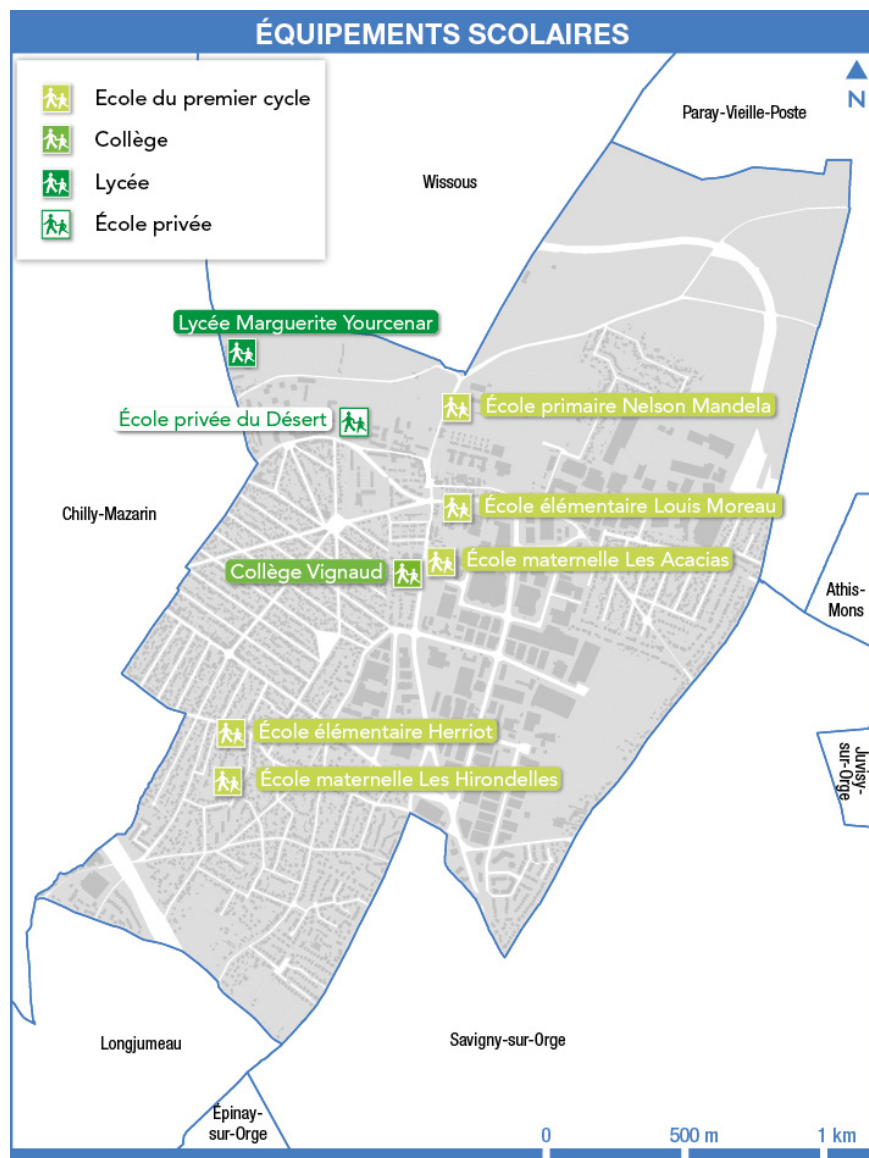 ÉQUIPEMENTS SCOLAIRES
Ecole du premier cycle
Collège
Lycée
École privée
N
Paray-Vieille-Poste
Wissous
Lycée Marguerite Yourcenar
École privée du Désert
École primaire Nelson Mandela
Chilly-Mazarin
École élémentaire Louis Moreau
École maternelle Les Acacias
Collège Vignaud
Athis-
Mons
École élémentaire Herriot
École maternelle Les Hirondelles
Juvisy-
sur-Orge
Longjumeau
Savigny-sur-Orge
Épinay-
sur-Orge
0 500 m 1 km